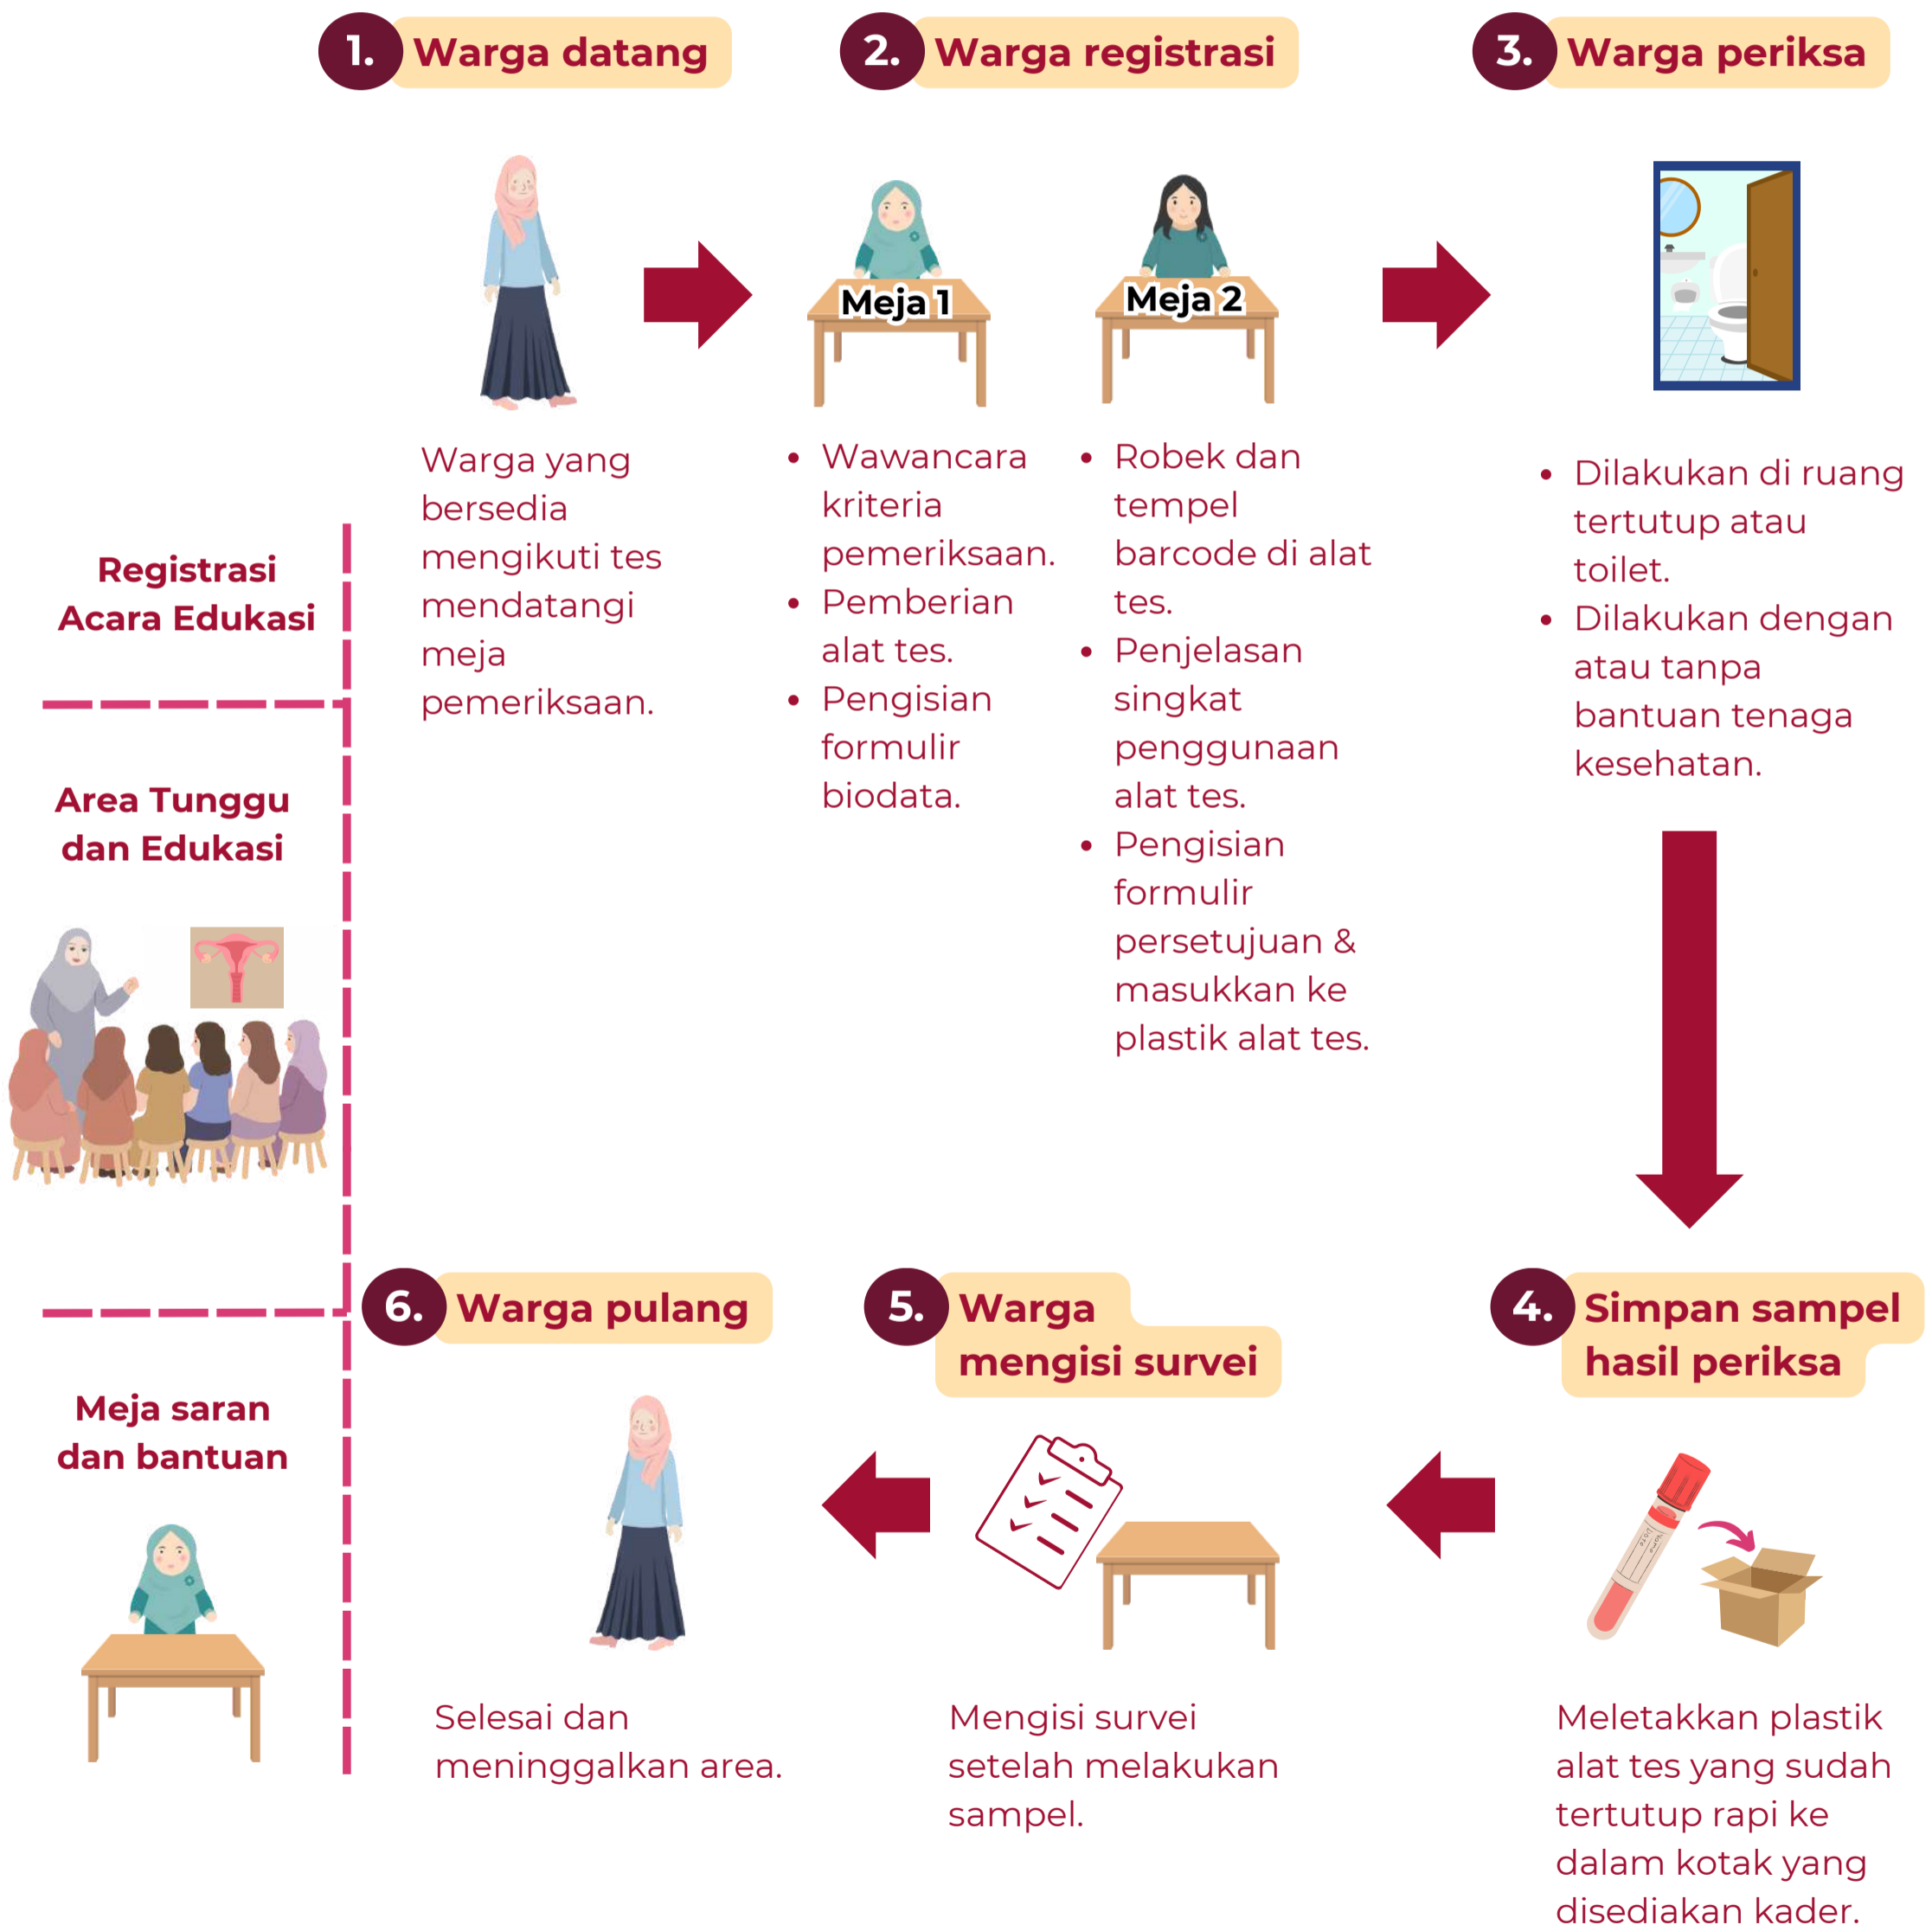 1. Warga datang
2. Warga registrasi
3. Warga periksa
Meja 1
Meja 2
Registrasi
Acara Edukasi
Area Tunggu
dan Edukasi
Meja saran
dan bantuan
Warga yang
bersedia
mengikuti tes
mendatangi
meja
pemeriksaan.
• Wawancara
kriteria
pemeriksaan.
• Pemberian
alat tes.
• Pengisian
formulir
biodata.
• Robek dan
tempel
barcode di alat
tes.
• Penjelasan
singkat
penggunaan
alat tes.
• Pengisian
formulir
persetujuan &
masukkan ke
plastik alat tes.
• Dilakukan di ruang
tertutup atau
toilet.
• Dilakukan dengan
atau tanpa
bantuan tenaga
kesehatan.
4. Simpan sampel
hasil periksa
Meletakkan plastik
alat tes yang sudah
tertutup rapi ke
dalam kotak yang
disediakan kader.
5. Warga
mengisi survei
Mengisi survei
setelah melakukan
sampel.
6. Warga pulang
Selesai dan
meninggalkan area.